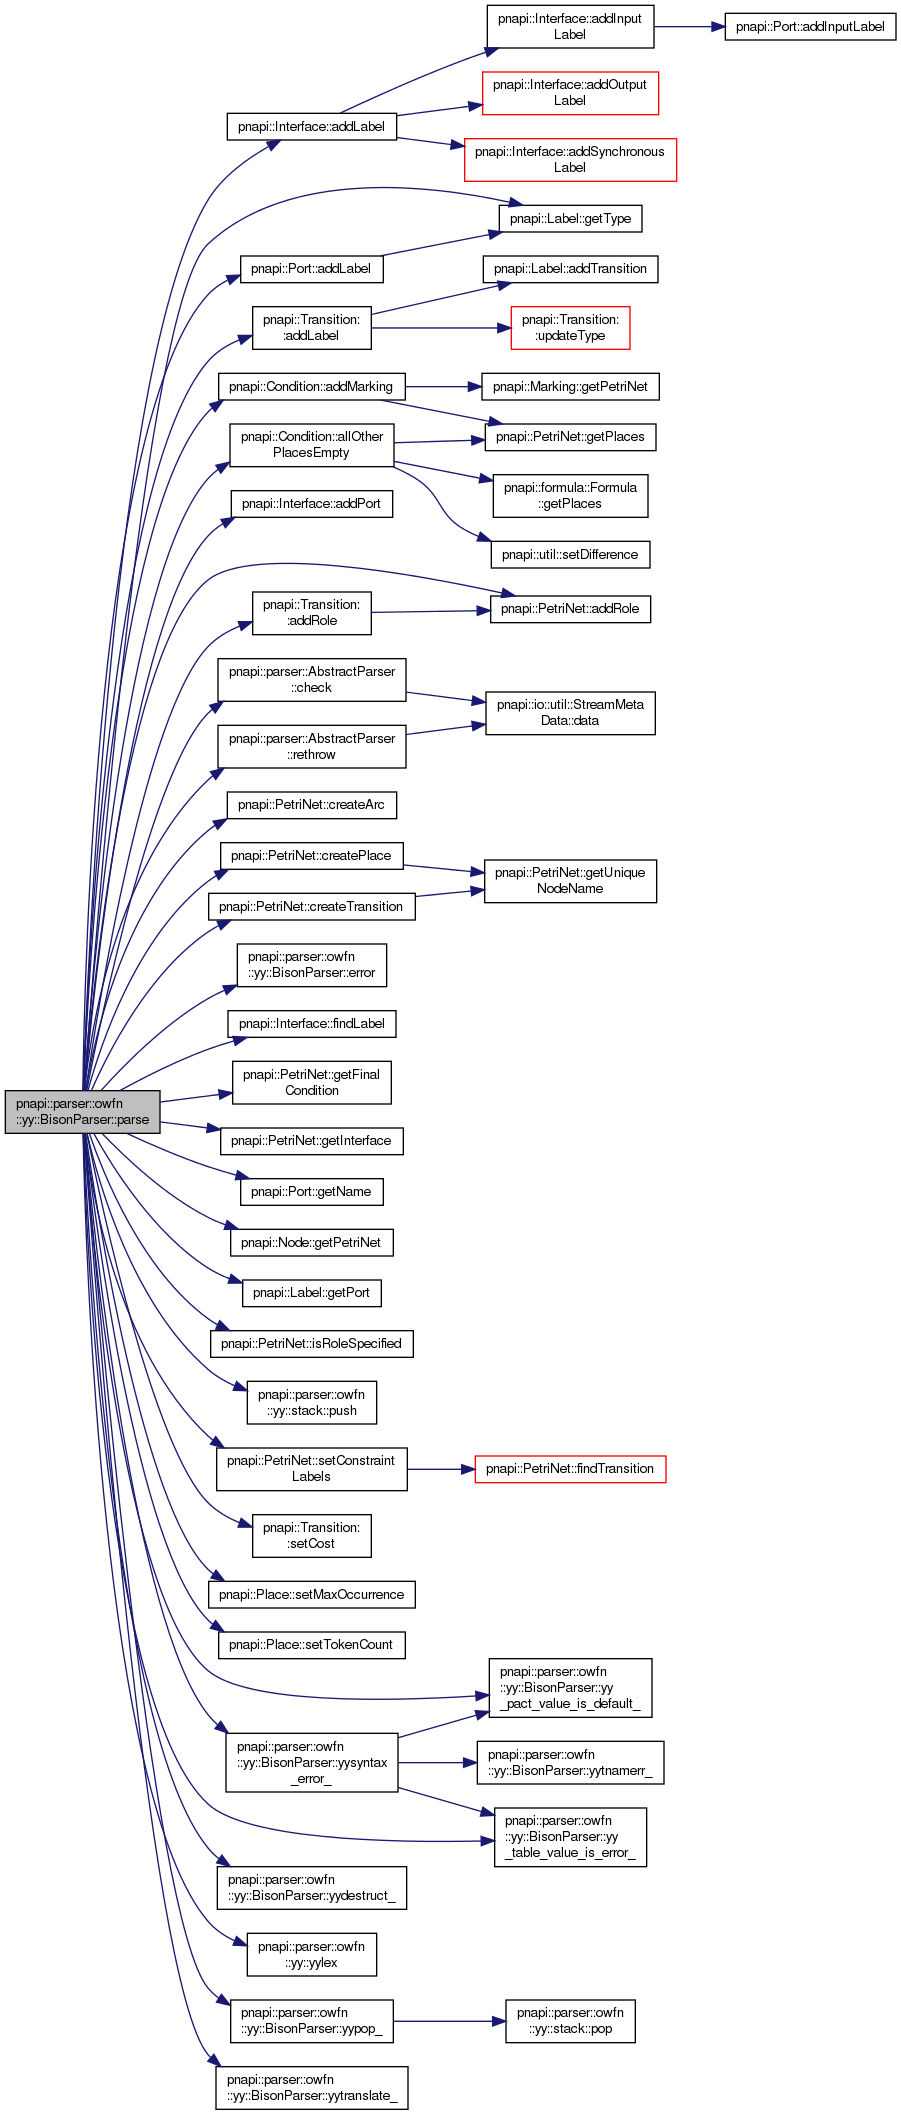 pnapi::Interface::addInput
Label
pnapi::Port::addInputLabel
pnapi::Interface::addOutput
Label
pnapi::Interface::addLabel
pnapi::Interface::addSynchronous
Label
pnapi::Label::getType
pnapi::Port::addLabel
pnapi::Label::addTransition
pnapi::Transition:
:addLabel
pnapi::Transition:
:updateType
pnapi::Condition::addMarking
pnapi::Marking::getPetriNet
pnapi::Condition::allOther
PlacesEmpty
pnapi::PetriNet::getPlaces
pnapi::formula::Formula
::getPlaces
pnapi::Interface::addPort
pnapi::util::setDifference
pnapi::Transition:
:addRole
pnapi::PetriNet::addRole
pnapi::parser::AbstractParser
::check
pnapi::io::util::StreamMeta
Data::data
pnapi::parser::AbstractParser
::rethrow
pnapi::PetriNet::createArc
pnapi::PetriNet::createPlace
pnapi::PetriNet::getUnique
NodeName
pnapi::PetriNet::createTransition
pnapi::parser::owfn
::yy::BisonParser::error
pnapi::Interface::findLabel
pnapi::PetriNet::getFinal
Condition
pnapi::parser::owfn
::yy::BisonParser::parse
pnapi::PetriNet::getInterface
pnapi::Port::getName
pnapi::Node::getPetriNet
pnapi::Label::getPort
pnapi::PetriNet::isRoleSpecified
pnapi::parser::owfn
::yy::stack::push
pnapi::PetriNet::setConstraint
Labels
pnapi::PetriNet::findTransition
pnapi::Transition:
:setCost
pnapi::Place::setMaxOccurrence
pnapi::Place::setTokenCount
pnapi::parser::owfn
::yy::BisonParser::yy
_pact_value_is_default_
pnapi::parser::owfn
::yy::BisonParser::yysyntax
_error_
pnapi::parser::owfn
::yy::BisonParser::yytnamerr_
pnapi::parser::owfn
::yy::BisonParser::yy
_table_value_is_error_
pnapi::parser::owfn
::yy::BisonParser::yydestruct_
pnapi::parser::owfn
::yy::yylex
pnapi::parser::owfn
::yy::BisonParser::yypop_
pnapi::parser::owfn
::yy::stack::pop
pnapi::parser::owfn
::yy::BisonParser::yytranslate_